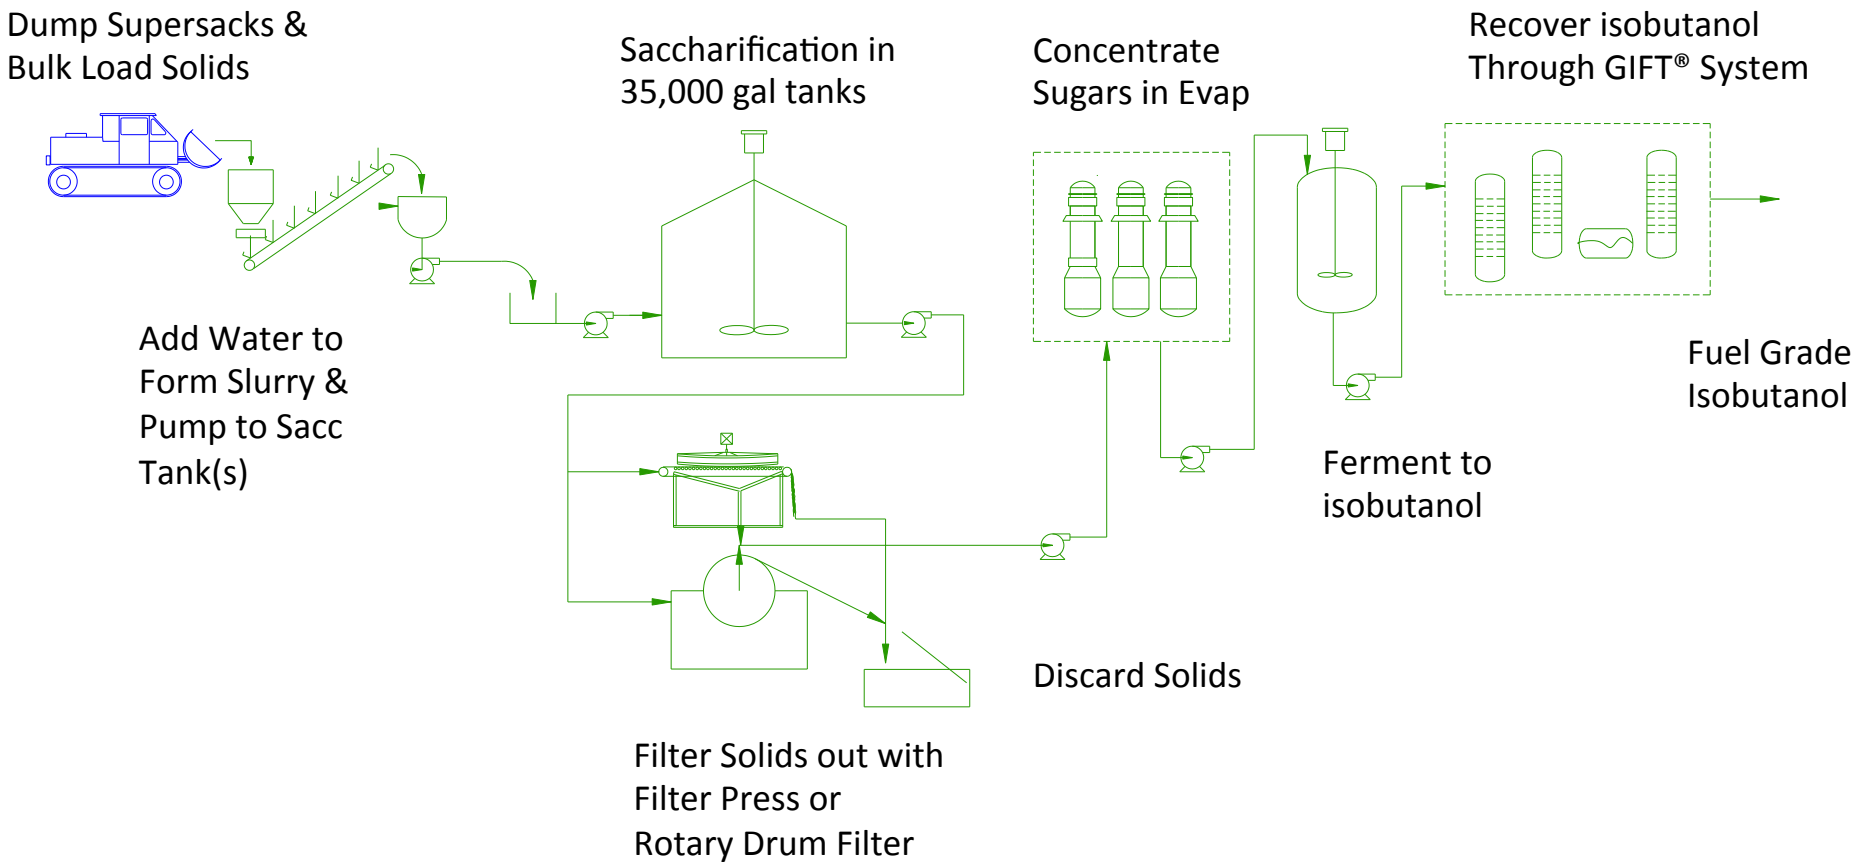 Dump Supersacks &
Bulk Load Solids
Saccharification in
35,000 gal tanks
Concentrate
Sugars in Evap
Recover isobutanol
Through GIFT® System
Add Water to
Form Slurry &
Pump to Sacc
Tank(s)
Fuel Grade
Isobutanol
Ferment to
isobutanol
Discard Solids
Filter Solids out with
Filter Press or
Rotary Drum Filter